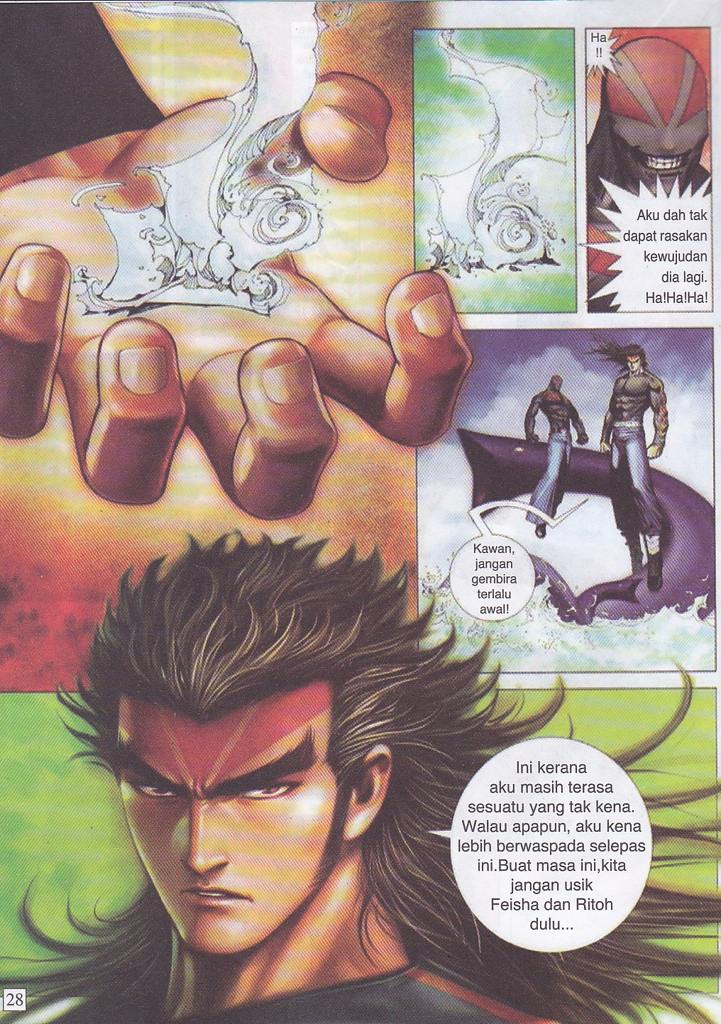 Ha
!!
Aku dah tak
dapat rasakan
kewujudan
dia lagi.
Ha!Ha!Ha!
Kawan,
jangan
gembira
terlalu
awal!
Ini kerana
aku masih terasa
sesuatu yang tak kena.
Walau apapun, aku kena
lebih berwaspada selepas
ini.Buat masa ini,kita
jangan usik
Feisha dan Ritoh
dulu...
28